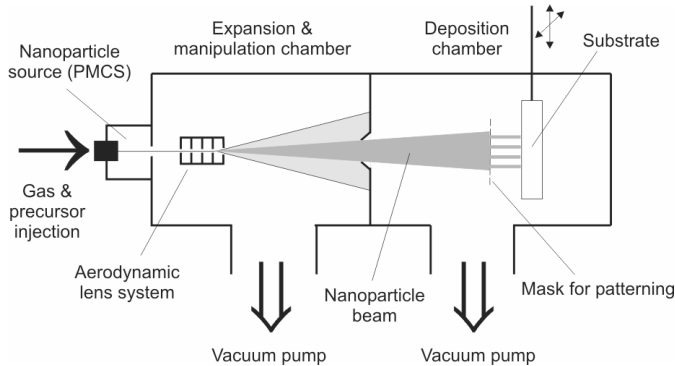 Expansion &
manipulation chamber
Deposition
chamber
Substrate
Nanoparticle
source (PMCS)
Gas &
precursor
injection
Aerodynamic
lens system
Nanoparticle
beam
Mask for patterning
Vacuum pump
Vacuum pump